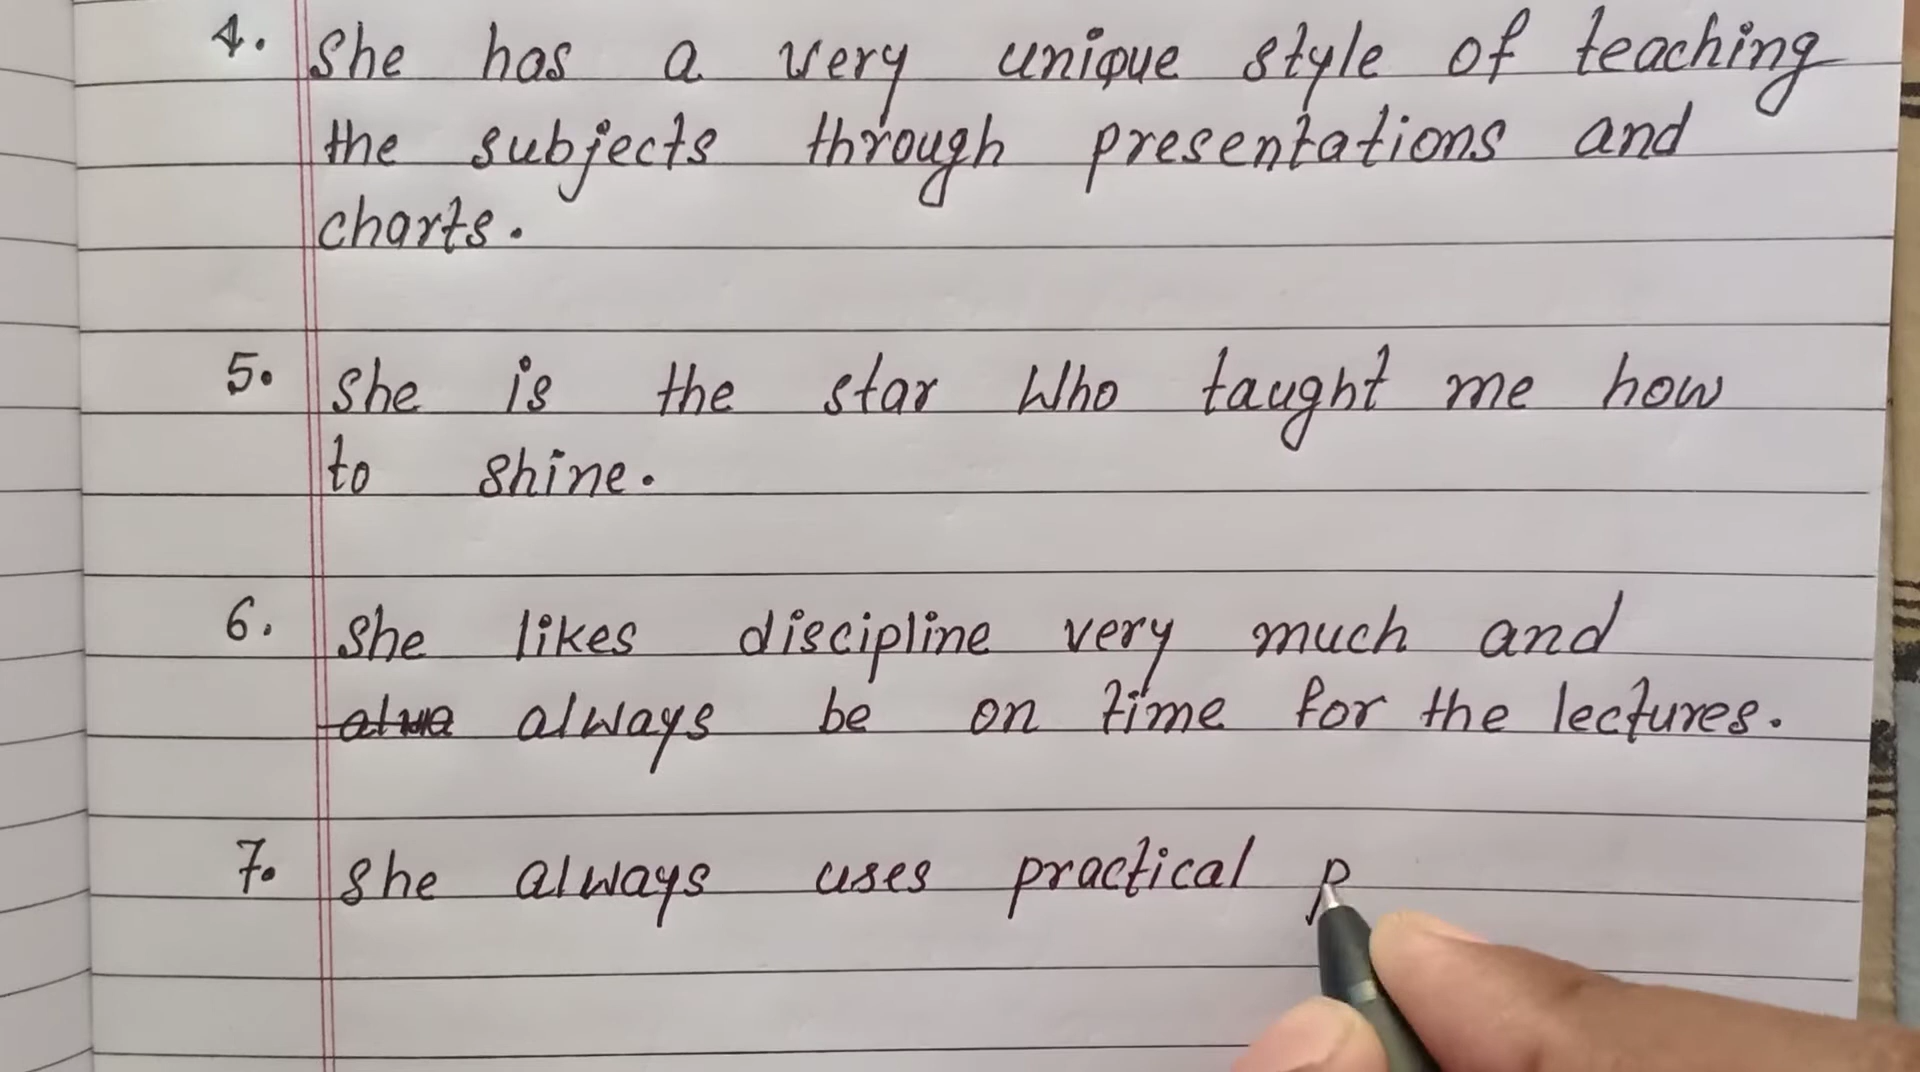 4. She has a very unique style of teaching
the subjects through presentations and
charts.
5. She is the star Who taught me how
to shine.
6. She likes discipline very much and
alwa always be on time for the lectures.
7. She always uses practical p